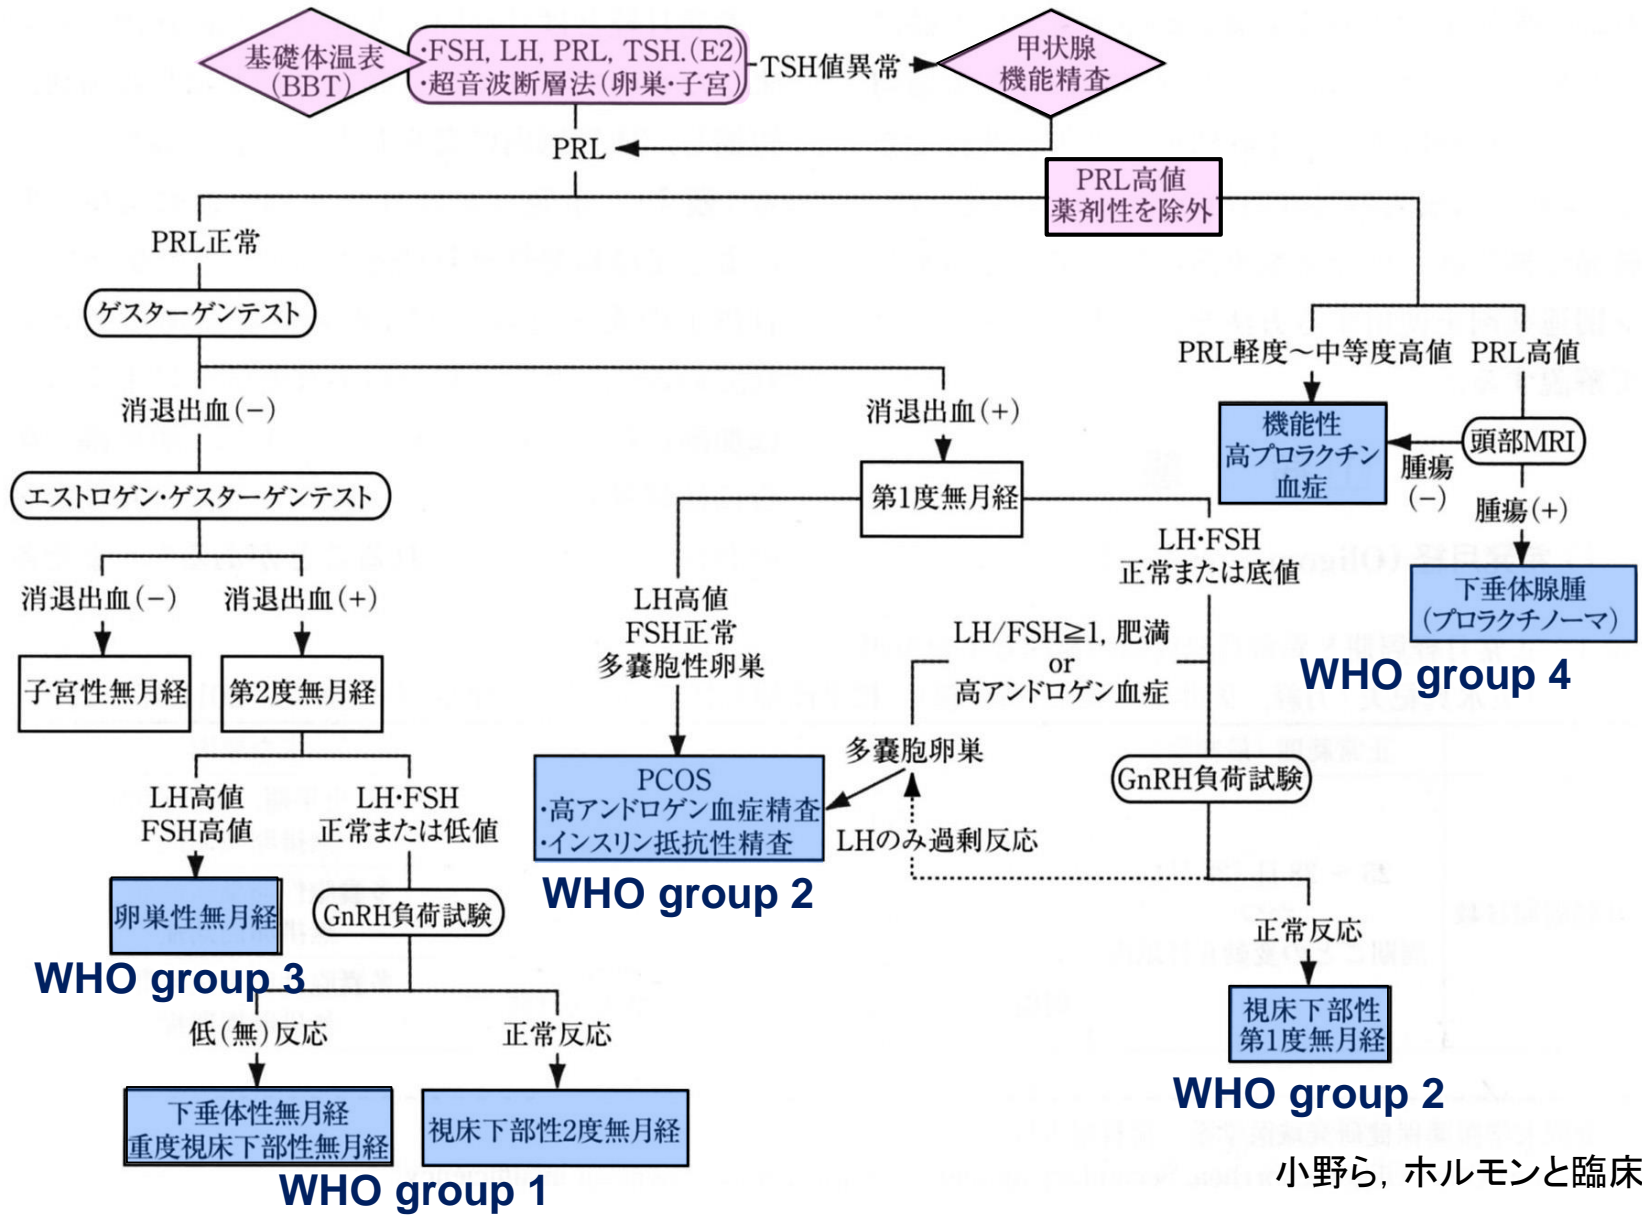 基礎体温表
(BBT)
・FSH, LH, PRL, TSH.(E2)
・超音波断層法(卵巣・子宮)
TSH値異常
甲状腺
機能精査
PRL
PRL高値
薬剤性を除外
PRL正常
ゲスターゲンテスト
PRL軽度～中等度高値
PRL高値
消退出血(−)
消退出血(+)
機能性
高プロラクチン
血症
頭部MRI
腫瘍
(−)
腫瘍(+)
エストロゲン・ゲスターゲンテスト
第1度無月経
LH・FSH
正常または底値
下垂体腺腫
(プロラクチノーマ)
WHO group 4
消退出血(−)
消退出血(+)
LH高値
FSH正常
多嚢胞性卵巣
LH/FSH≧1, 肥満
or
高アンドロゲン血症
子宮性無月経
第2度無月経
多嚢胞卵巣
GnRH負荷試験
PCOS
・高アンドロゲン血症精査
・インスリン抵抗性精査
WHO group 2
LHのみ過剰反応
LH高値
FSH高値
LH・FSH
正常または低値
卵巣性無月経
WHO group 3
GnRH負荷試験
正常反応
視床下部性
第1度無月経
WHO group 2
低(無)反応
正常反応
下垂体性無月経
重度視床下部性無月経
視床下部性2度無月経
WHO group 1
小野ら, ホルモンと臨床